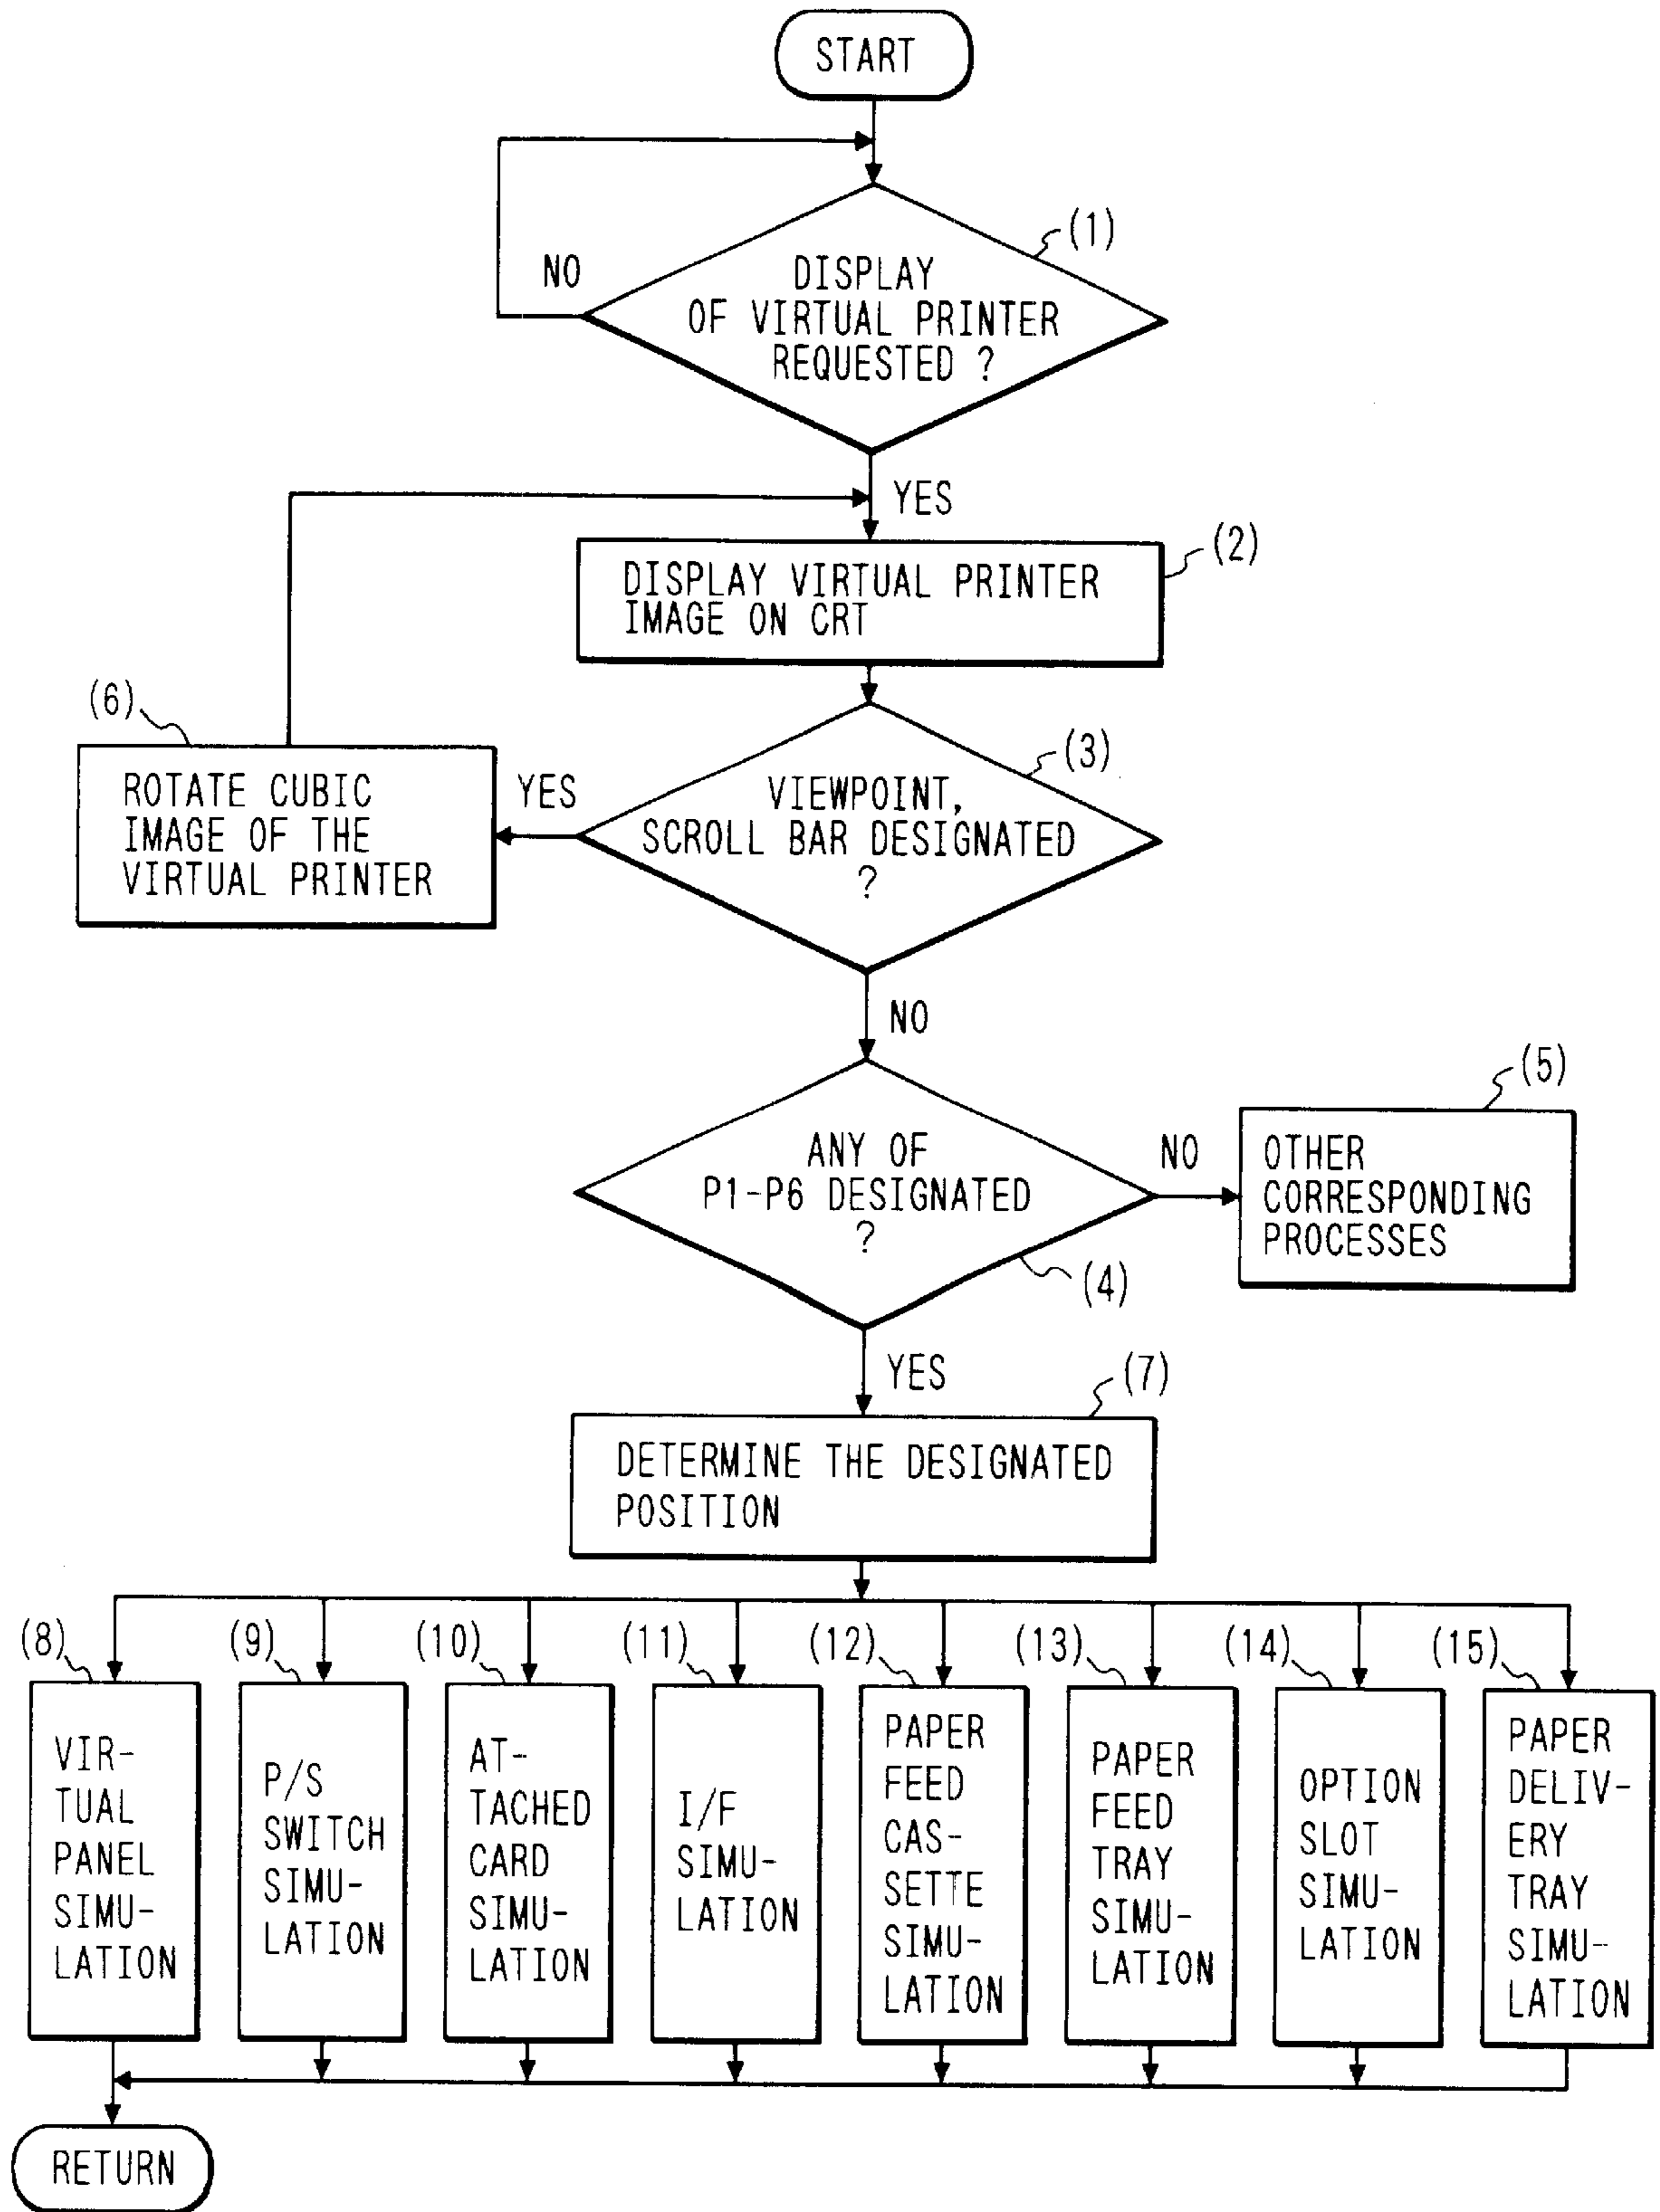 START
(1)
NO
DISPLAY
OF VIRTUAL PRINTER
REQUESTED ?
YES
(2)
DISPLAY VIRTUAL PRINTER
IMAGE ON CRT
(6)
(3)
ROTATE CUBIC
IMAGE OF THE
VIRTUAL PRINTER
YES
VIEWPOINT,
SCROLL BAR DESIGNATED
?
NO
(5)
ANY OF
P1-P6 DESIGNATED
?
NO
OTHER
CORRESPONDING
PROCESSES
(4)
YES
(7)
DETERMINE THE DESIGNATED
POSITION
(8)
(9)
(10)
(11)
(12)
(13)
(14)
(15)
VIR-
TUAL
PANEL
SIMU-
LATION
P/S
SWITCH
SIMU-
LATION
AT-
TACHED
CARD
SIMU-
LATION
I/F
SIMU-
LATION
PAPER
FEED
CAS-
SETTE
SIMU-
LATION
PAPER
FEED
TRAY
SIMU-
LATION
OPTION
SLOT
SIMU-
LATION
PAPER
DELIV-
ERY
TRAY
SIMU-
LATION
RETURN